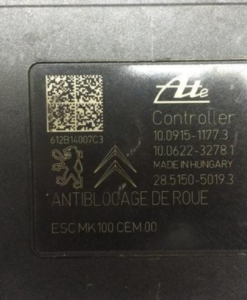 Ate
Controller
10.0915-1177.3
612B14007C3
10.0622-3278.1
MADE IN HUNGARY
28.5150-5019.3
ANTIBLOCAGE DE ROUE
ESC MK100 CEM 00